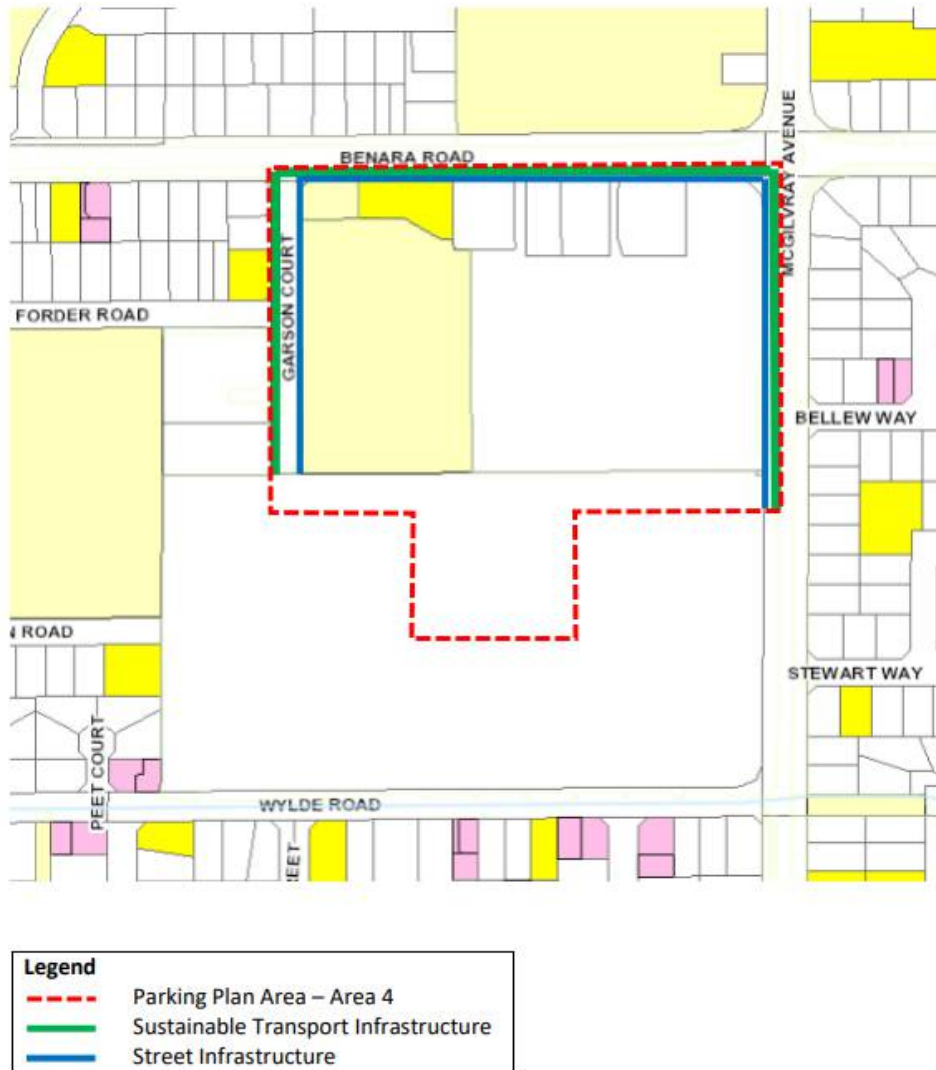 BENARA ROAD
MCGILVRAY AVENUE
GARSON COURT
FORDER ROAD
BELLEW WAY
N ROAD
STEWART WAY
PEET COURT
WYLDE ROAD
REET
Legend
Parking Plan Area – Area 4
Sustainable Transport Infrastructure
Street Infrastructure